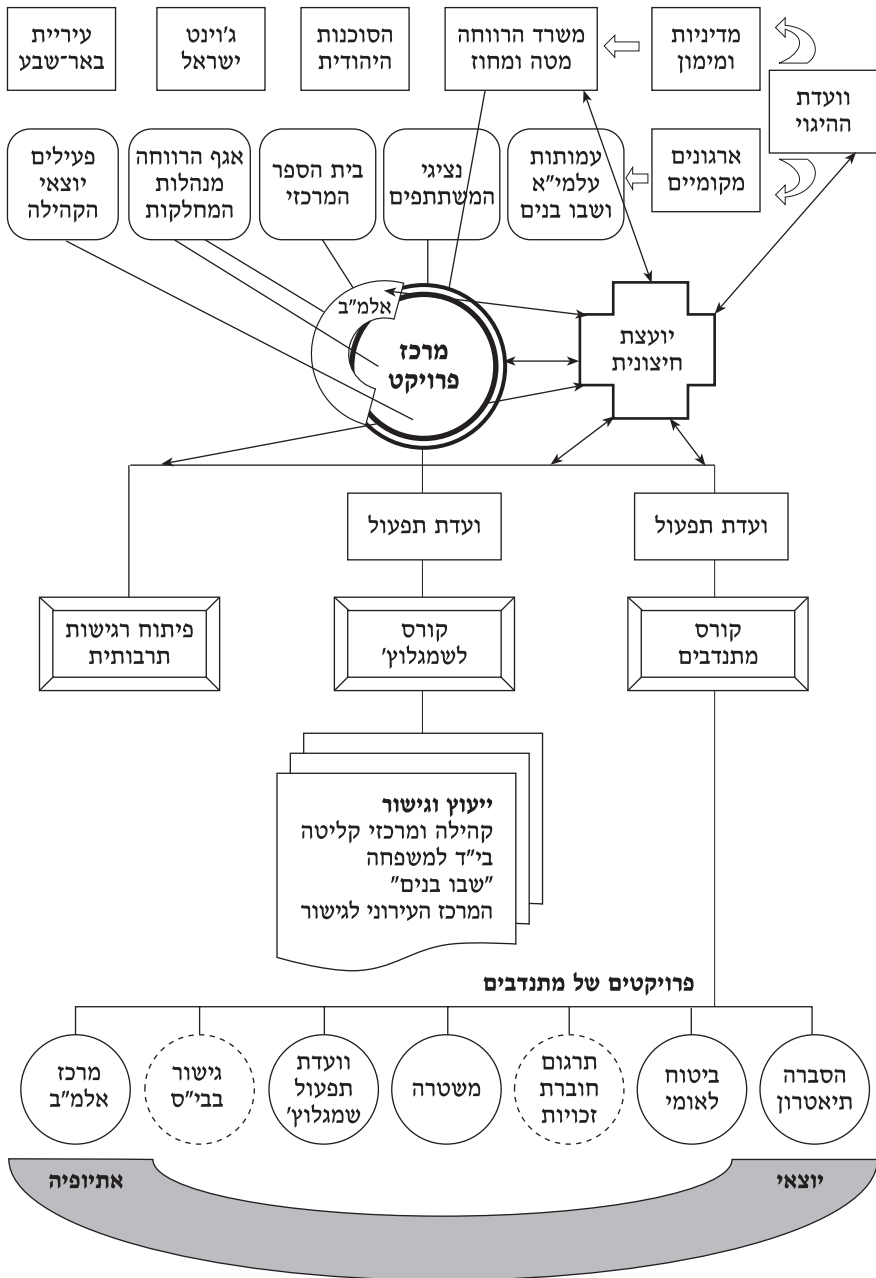 וועדת
ההיגוי
מדיניות
ומימון
משרד הרווחה
מטה ומחוז
הסוכנות
היהודית
ג'וינט
ישראל
עיריית
באר־שבע
ארגונים
מקומיים
עמותות
עלמי"א
ושבו בנים
נציגי
המשתתפים
בית הספר
המרכזי
אגף הרווחה
מנהלות
המחלקות
פעילים
יוצאי
הקהילה
יועצת
חיצונית
אלמ"ב
מרכז
פרויקט
ועדת תפעול
ועדת תפעול
קורס
מתנדבים
קורס
לשמגלוץ'
פיתוח רגישות
תרבותית
ייעוץ וגישור
קהילה ומרכזי קליטה
בי"ד למשפחה
"שבו בנים"
המרכז העירוני לגישור
פרויקטים של מתנדבים
הסברה
תיאטרון
ביטוח
לאומי
תרגום
חוברת
זכויות
משטרה
וועדת
תפעול
שמגלוץ'
גישור
בבי"ס
מרכז
אלמ"ב
יוצאי
אתיופיה